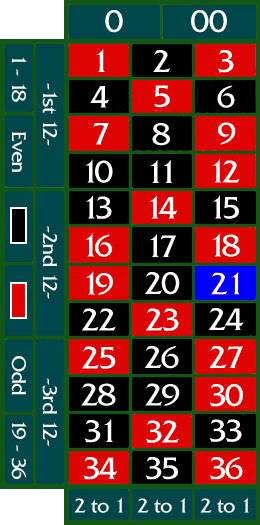 0 00
1 2 3
4 5 6
7 8 9
10 11 12
13 14 15
16 17 18
19 20 21
22 23 24
25 26 27
28 29 30
31 32 33
34 35 36
2 to 1 2 to 1 2 to 1
-1st 12-
-2nd 12-
-3rd 12-
1 - 18
Even
Odd
19 - 36